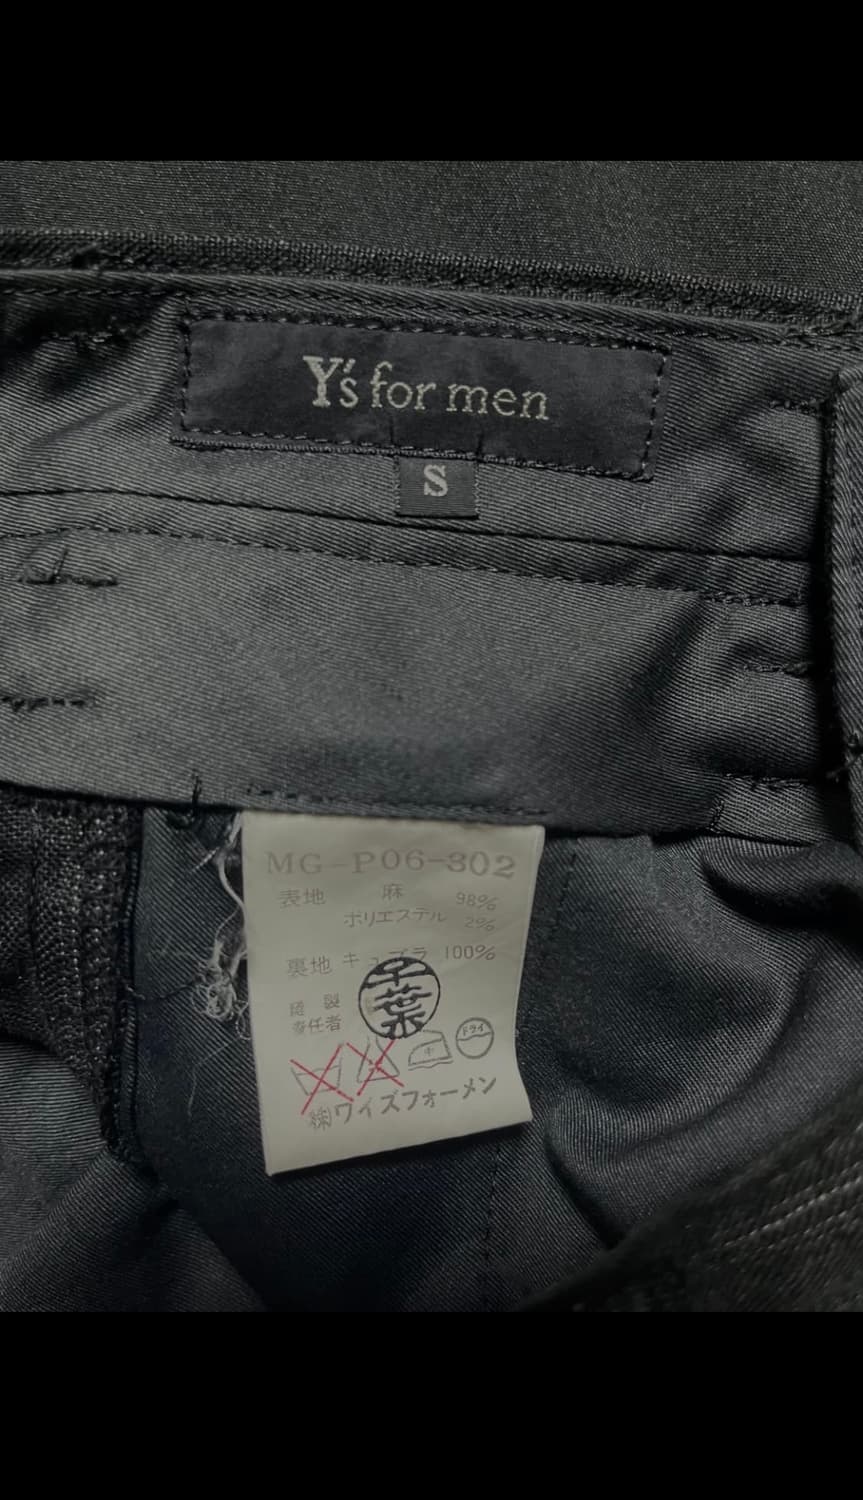 Y's for men
S
MG-P06-302
表地 麻 98%
ポリエステル 2%
裏地 キュプラ 100%
縫製
責任者
千葉
ドライ
㈱ワイズフォーメン